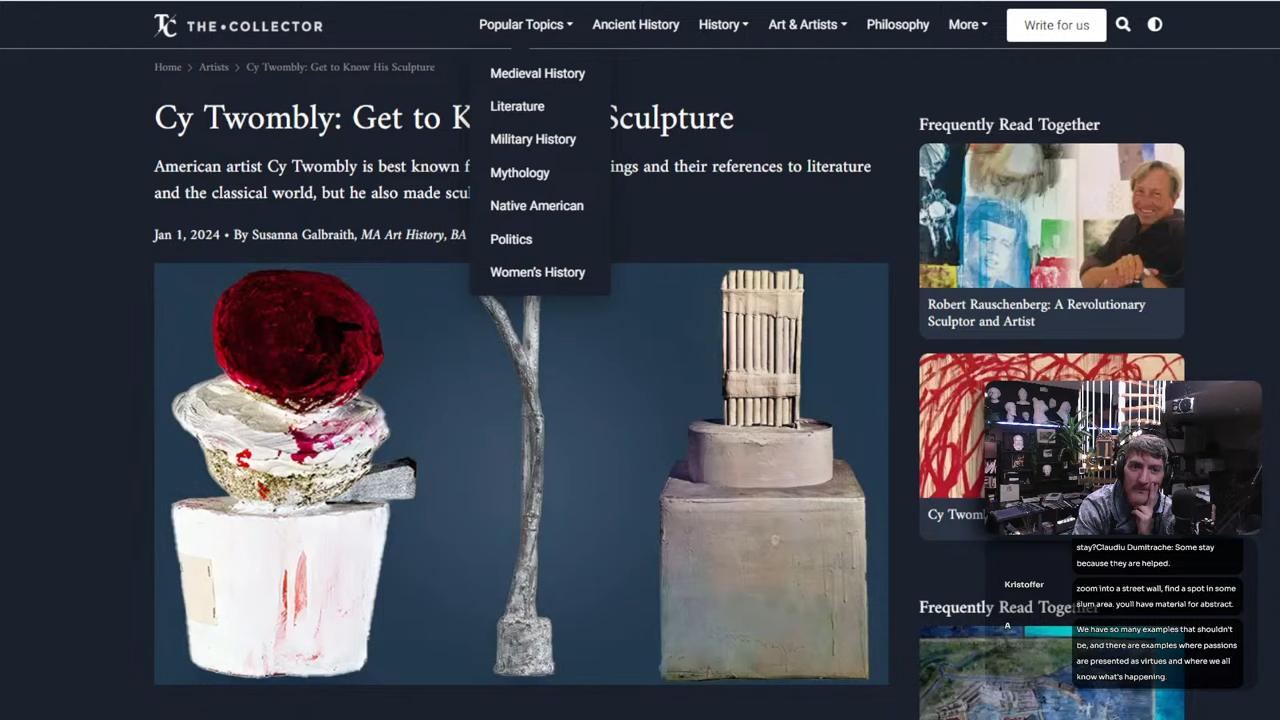 THE•COLLECTOR
Popular Topics
Ancient History
History
Art & Artists
Philosophy
More
Write for us
Home > Artists > Cy Twombly: Get to Know His Sculpture
Medieval History
Literature
Military History
Mythology
Native American
Politics
Women's History
Cy Twombly: Get to K Sculpture
American artist Cy Twombly is best known f ings and their references to literature
and the classical world, but he also made scul
Jan 1, 2024 • By Susanna Galbraith, MA Art History, BA
Frequently Read Together
Robert Rauschenberg: A Revolutionary
Sculptor and Artist
Cy Twom
Frequently Read Toge
stay?Claudiu Dumitrache: Some stay
because they are helped.
Kristoffer
zoom into a street wall, find a spot in some
slum area. youll have material for abstract.
A
We have so many examples that shouldn't
be, and there are examples where passions
are presented as virtues and where we all
know what's happening.